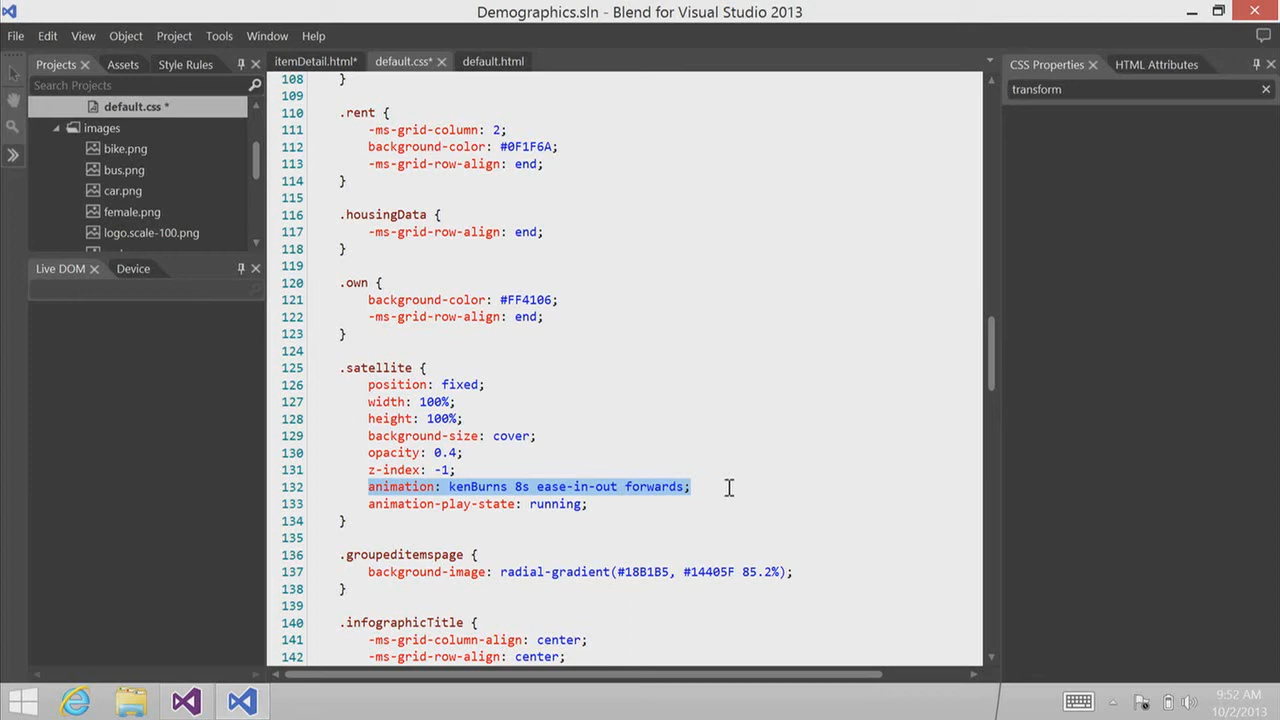 Demographics.sln - Blend for Visual Studio 2013
File Edit View Object Project Tools Window Help
Projects Assets Style Rules
itemDetail.html* default.css* default.html
CSS Properties HTML Attributes
Search Projects
transform
default.css *
images
bike.png
bus.png
car.png
female.png
logo.scale-100.png
Live DOM Device
108 }
109
110 .rent {
111 -ms-grid-column: 2;
112 background-color: #0F1F6A;
113 -ms-grid-row-align: end;
114 }
115
116 .housingData {
117 -ms-grid-row-align: end;
118 }
119
120 .own {
121 background-color: #FF4106;
122 -ms-grid-row-align: end;
123 }
124
125 .satellite {
126 position: fixed;
127 width: 100%;
128 height: 100%;
129 background-size: cover;
130 opacity: 0.4;
131 z-index: -1;
132 animation: kenBurns 8s ease-in-out forwards;
133 animation-play-state: running;
134 }
135
136 .groupeditemspage {
137 background-image: radial-gradient(#18B1B5, #14405F 85.2%);
138 }
139
140 .infographicTitle {
141 -ms-grid-column-align: center;
142 -ms-grid-row-align: center;
9:52 AM
10/2/2013